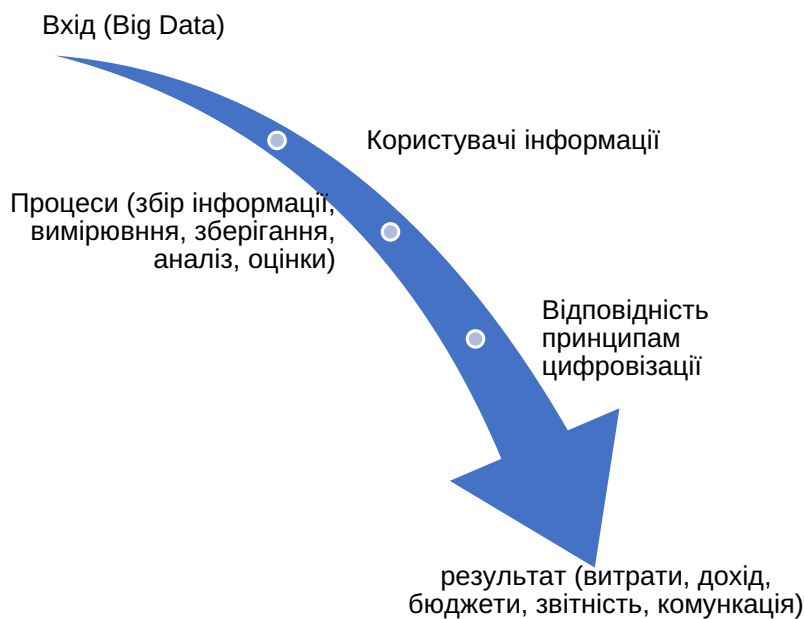 Вхід (Big Data)
Користувачі інформації
Процеси (збір інформації,
вимірювння, зберігання,
аналіз, оцінки)
Відповідність
принципам
цифровізації
результат (витрати, дохід,
бюджети, звітність, комункація)